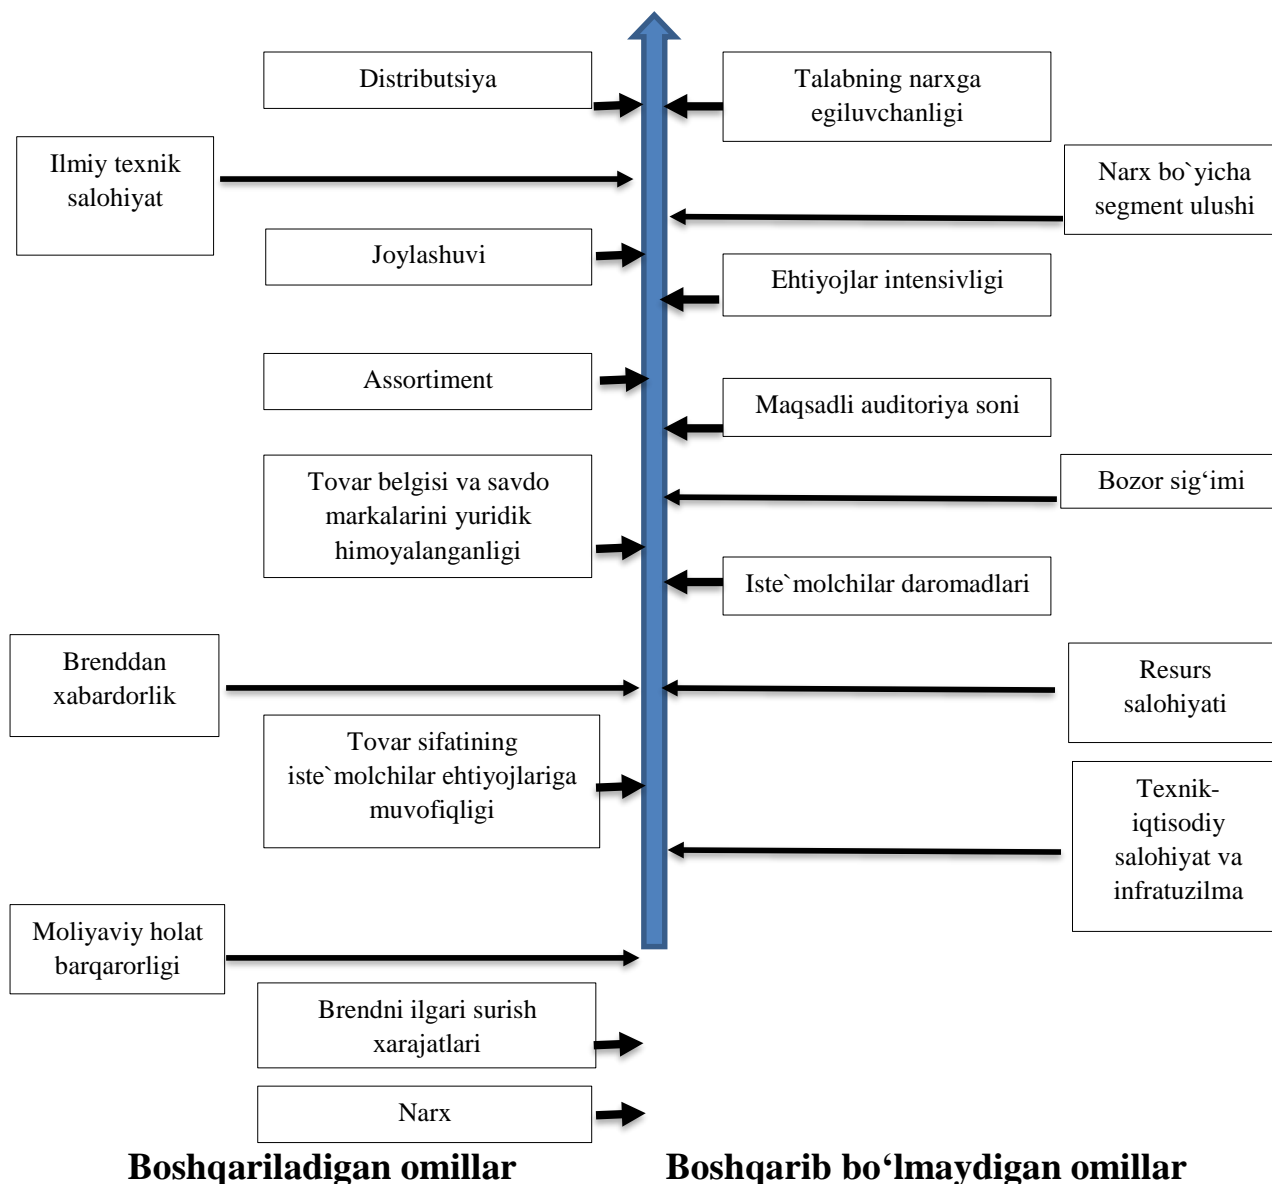 Distributsiya
Talabning narxga
egiluvchanligi
Ilmiy texnik
salohiyat
Narx bo`yicha
segment ulushi
Joylashuvi
Ehtiyojlar intensivligi
Assortiment
Maqsadli auditoriya soni
Tovar belgisi va savdo
markalarini yuridik
himoyalanganligi
Bozor sig‘imi
Iste`molchilar daromadlari
Brenddan
xabardorlik
Resurs
salohiyati
Tovar sifatining
iste`molchilar ehtiyojlariga
muvofiqligi
Texnik-
iqtisodiy
salohiyat va
infratuzilma
Moliyaviy holat
barqarorligi
Brendni ilgari surish
xarajatlari
Narx
Boshqariladigan omillar
Boshqarib bo‘lmaydigan omillar